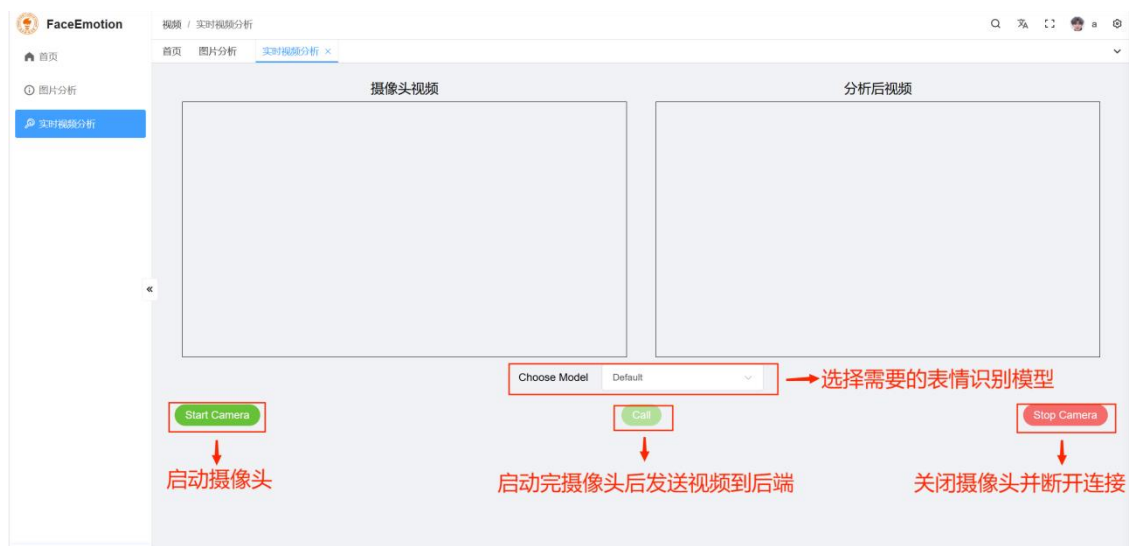 FaceEmotion
视频 / 实时视频分析
a
首页
首页 图片分析 实时视频分析 ×
图片分析
实时视频分析
摄像头视频 分析后视频
Choose Model Default 选择需要的表情识别模型
Start Camera Call Stop Camera
启动摄像头 启动完摄像头后发送视频到后端 关闭摄像头并断开连接